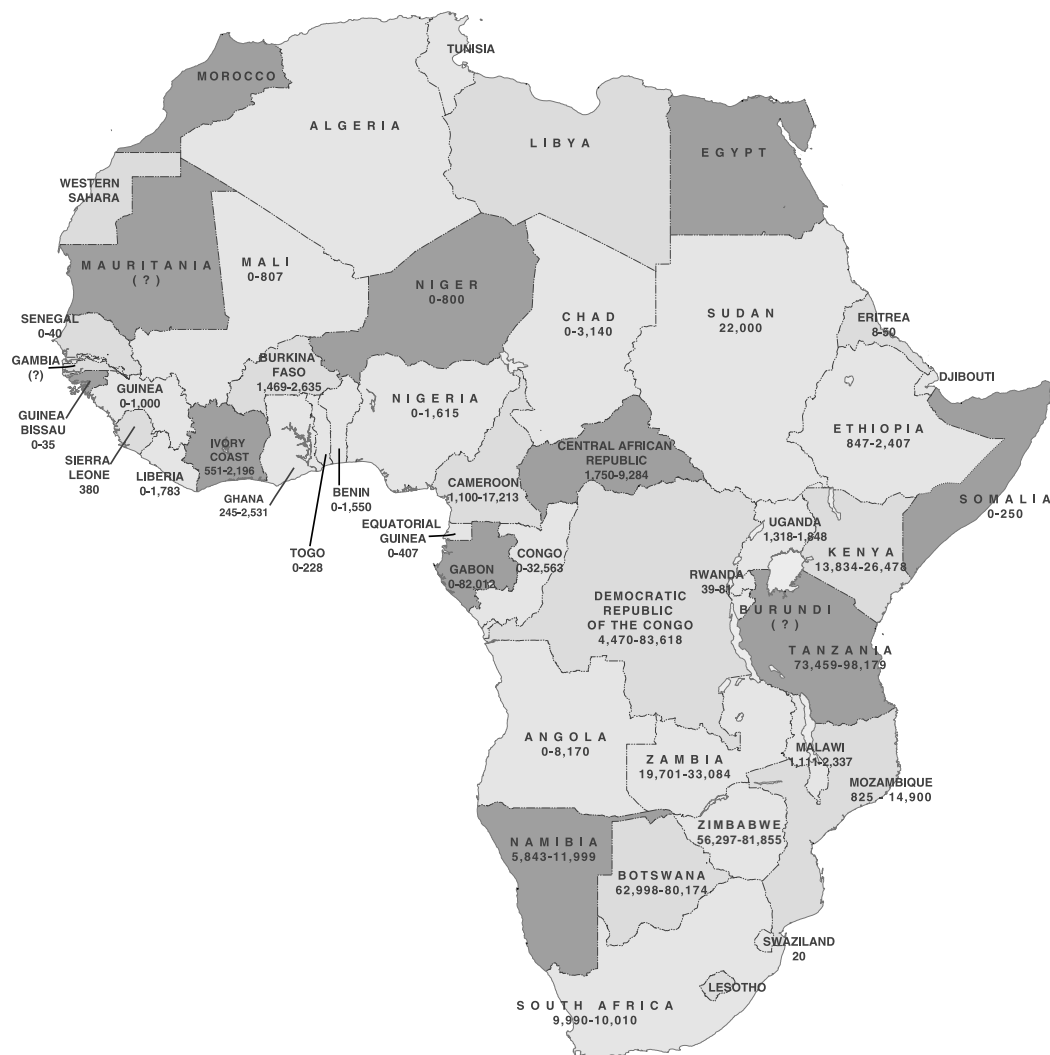 TUNISIA
MOROCCO
ALGERIA
LIBYA
EGYPT
WESTERN
SAHARA
MAURITANIA
(?)
MALI
0-807
NIGER
0-800
CHAD
0-3,140
SUDAN
22,000
ERITREA
8-50
SENEGAL
0-40
GAMBIA
(?)
GUINEA
BISSAU
0-35
GUINEA
0-1,000
SIERRA
LEONE
380
LIBERIA
0-1,783
IVORY
COAST
551-2,196
BURKINA
FASO
1,469-2,635
GHANA
245-2,531
TOGO
0-228
BENIN
0-1,550
NIGERIA
0-1,615
DJIBOUTI
ETHIOPIA
847-2,407
SOMALIA
0-250
CENTRAL AFRICAN
REPUBLIC
1,750-9,284
CAMEROON
1,100-17,213
EQUATORIAL
GUINEA
0-407
GABON
0-82,012
CONGO
0-32,563
DEMOCRATIC
REPUBLIC
OF THE CONGO
4,470-83,618
UGANDA
1,318-1,848
KENYA
13,834-26,478
RWANDA
BURUNDI
(?)
TANZANIA
73,459-98,179
ANGOLA
0-8,170
ZAMBIA
19,701-33,084
MALAWI
1,111-2,337
MOZAMBIQUE
825 - 14,900
ZIMBABWE
56,297-81,855
NAMIBIA
5,843-11,999
BOTSWANA
62,998-80,174
SWAZILAND
20
LESOTHO
SOUTH AFRICA
9,990-10,010